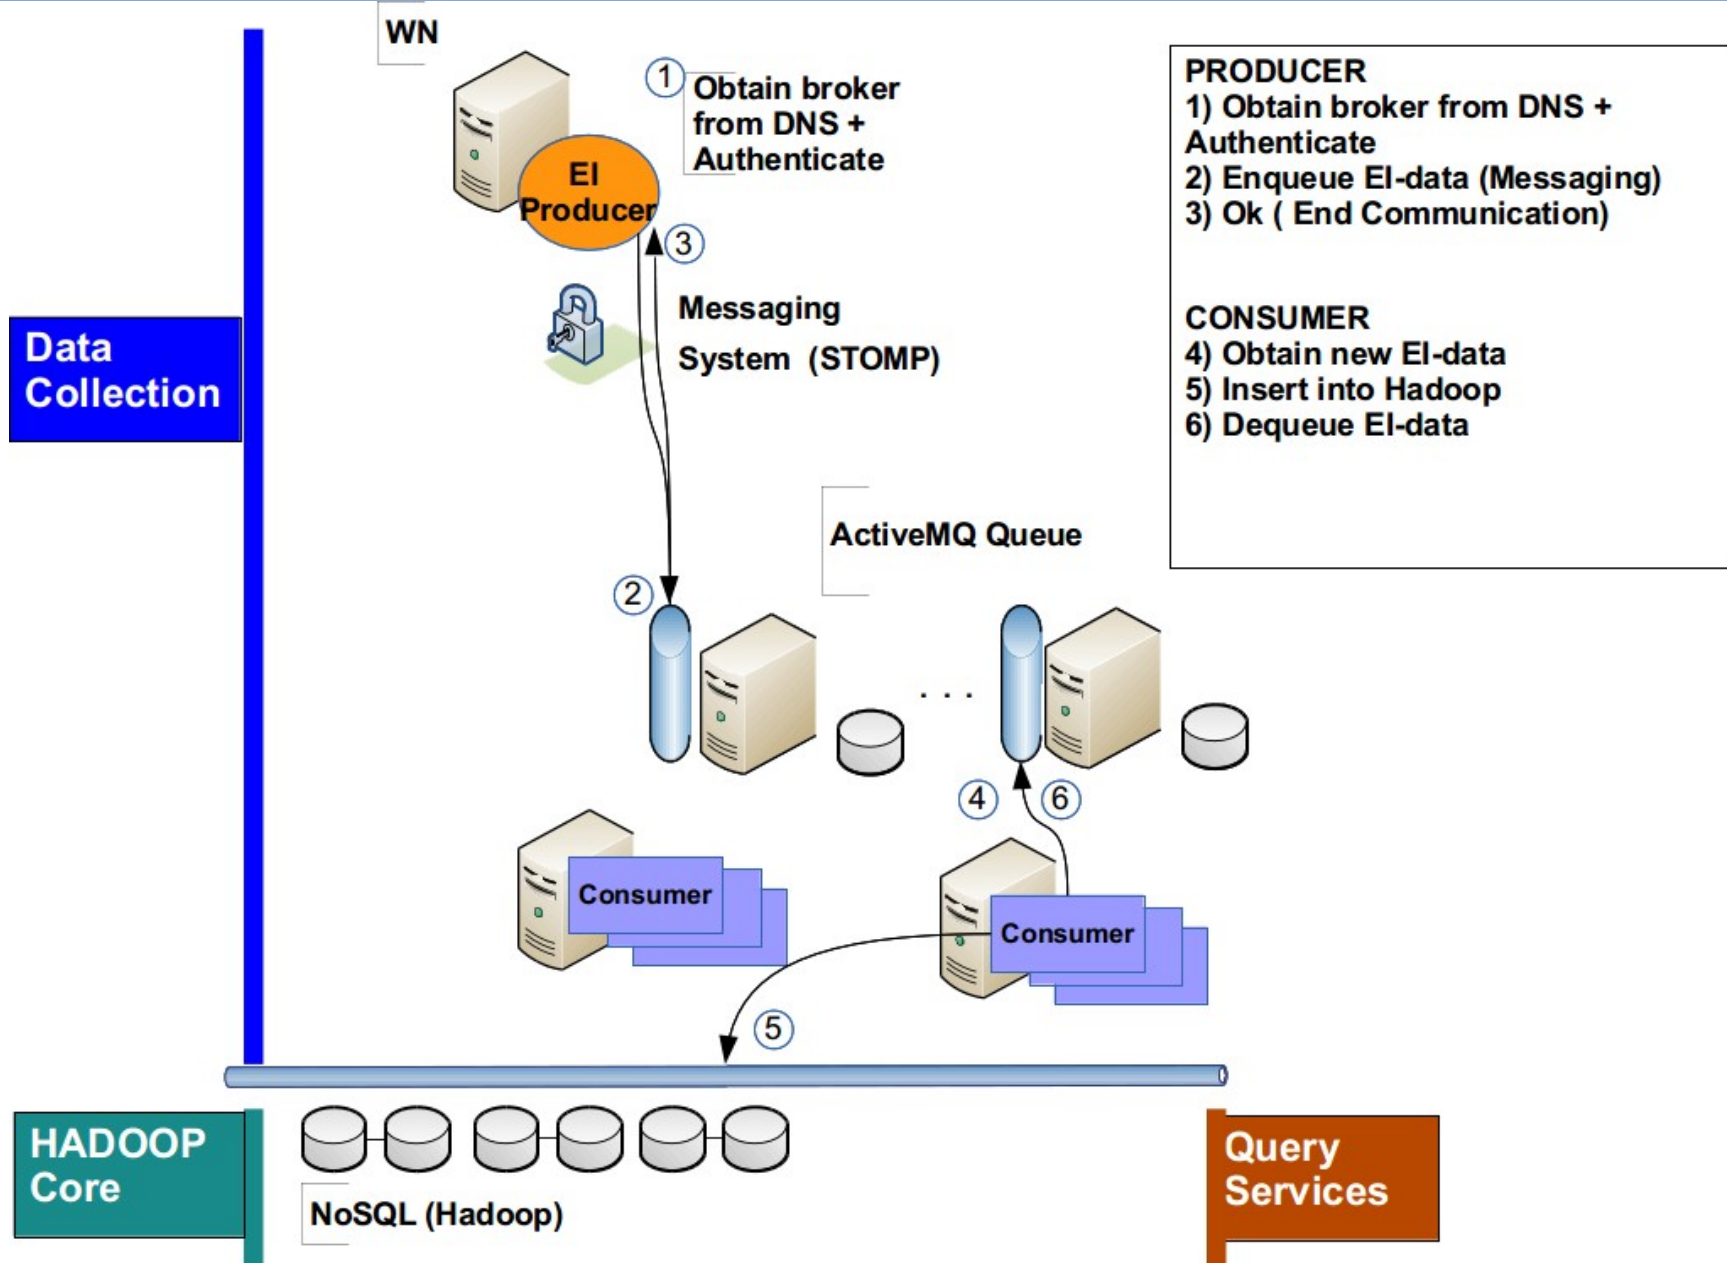 WN
1
Obtain broker
from DNS +
Authenticate
EI
Producer
3
Messaging
System (STOMP)
PRODUCER
1) Obtain broker from DNS +
Authenticate
2) Enqueue EI-data (Messaging)
3) Ok ( End Communication)
CONSUMER
4) Obtain new EI-data
5) Insert into Hadoop
6) Dequeue EI-data
Data
Collection
ActiveMQ Queue
2
. . .
4
6
Consumer
Consumer
5
HADOOP
Core
NoSQL (Hadoop)
Query
Services